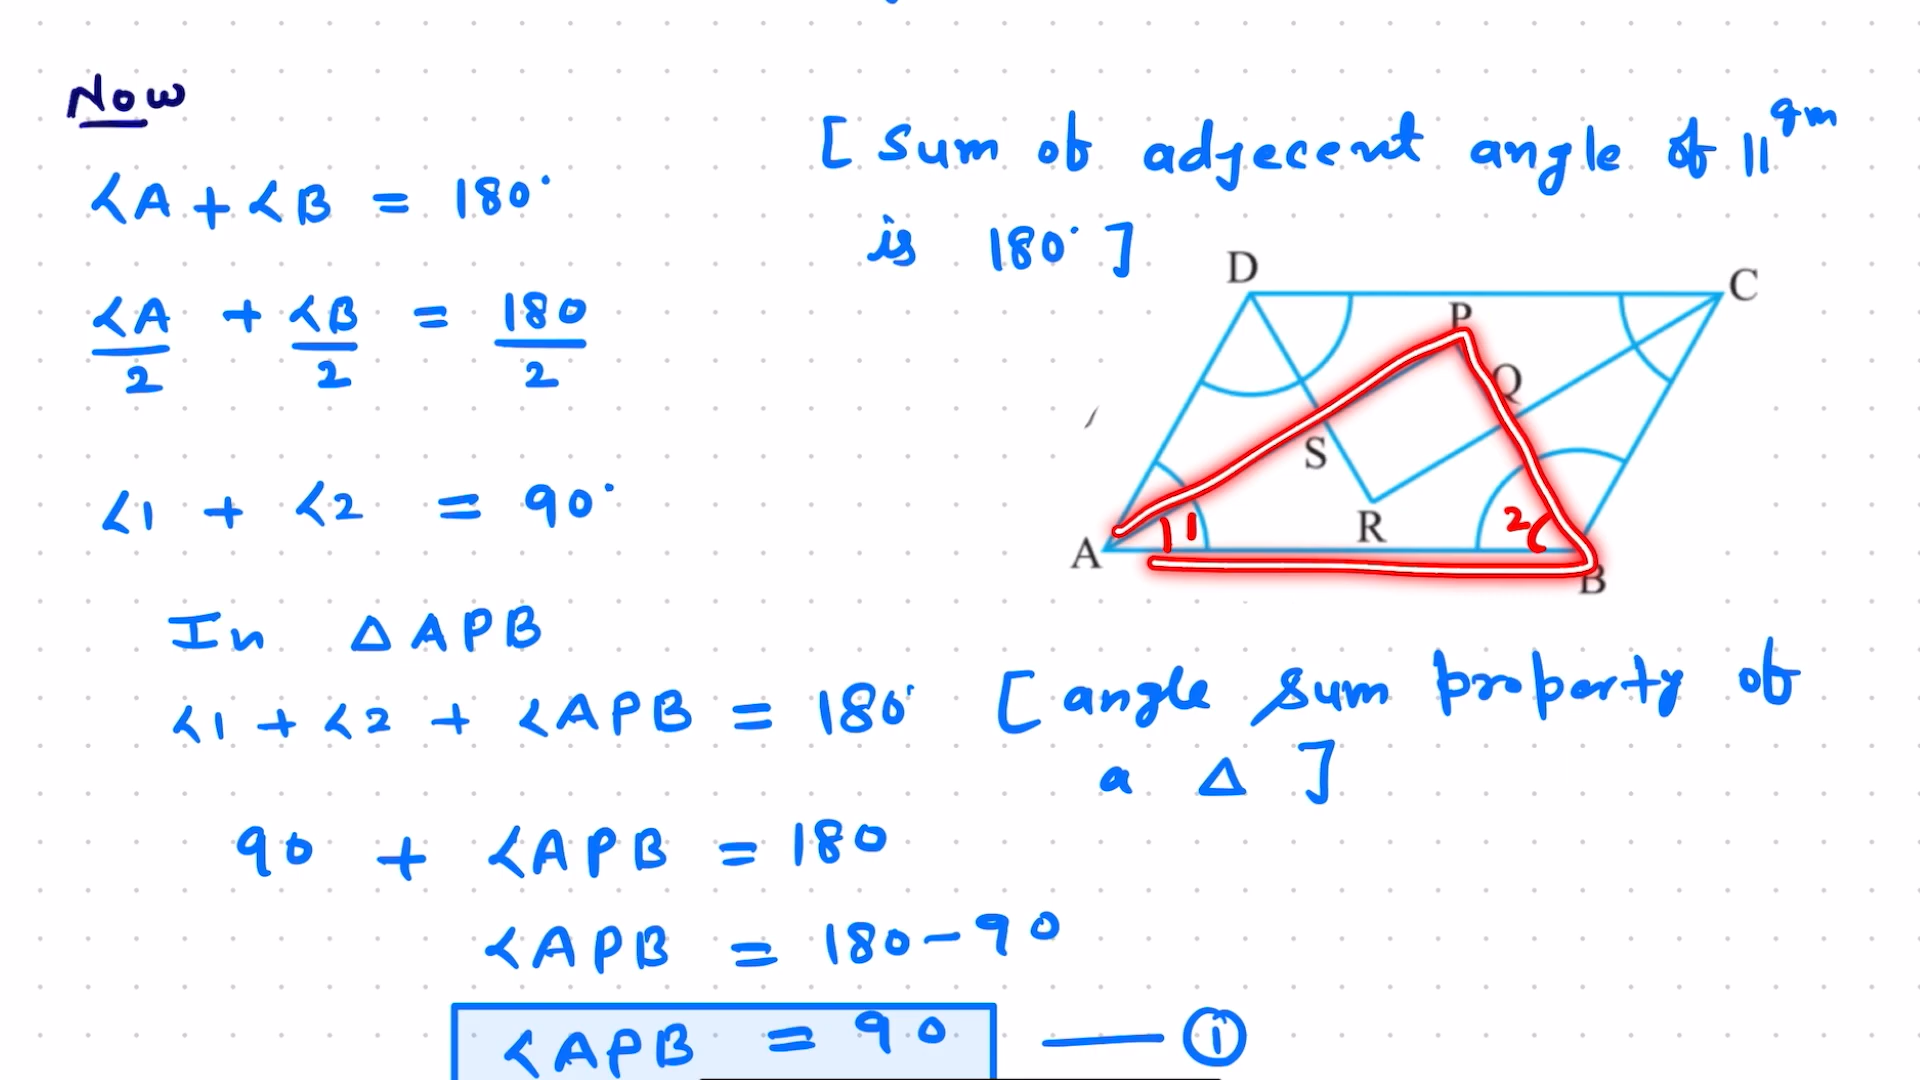 Now
[Sum of adjecent angle of ||gm
∠A + ∠B = 180°
is 180°]
D
C
P
∠A/2 + ∠B/2 = 180/2
Q
S
∠1 + ∠2 = 90°
1
2
R
A
B
In △APB
∠1 + ∠2 + ∠APB = 180° [angle sum property of
a △]
90 + ∠APB = 180
∠APB = 180 - 90
∠APB = 90 — ①